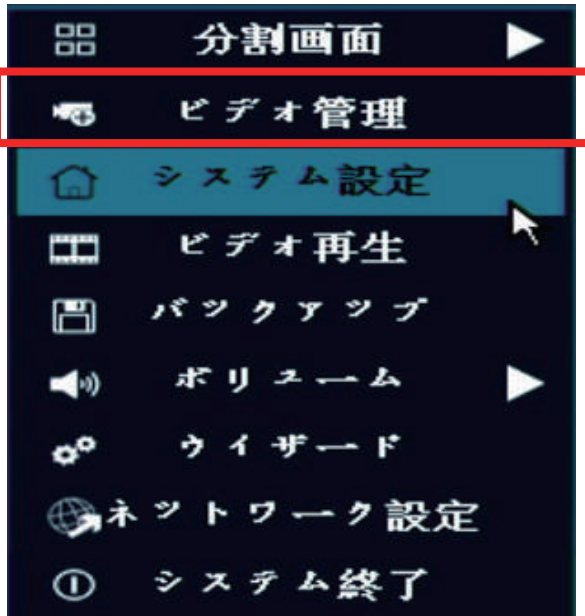 分割画面
ビデオ管理
システム設定
ビデオ再生
バックアップ
ボリューム
ウイザード
ネットワーク設定
システム終了